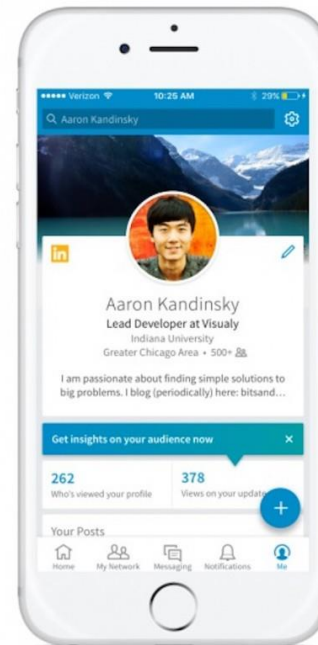 Verizon 10:25 AM 29%
Aaron Kandinsky
in
Aaron Kandinsky
Lead Developer at Visualy
Indiana University
Greater Chicago Area • 500+
I am passionate about finding simple solutions to
big problems. I blog (periodically) here: bitsand...
Get insights on your audience now
262 378
Who's viewed your profile Views on your update
Your Posts
Home My Network Messaging Notifications Me